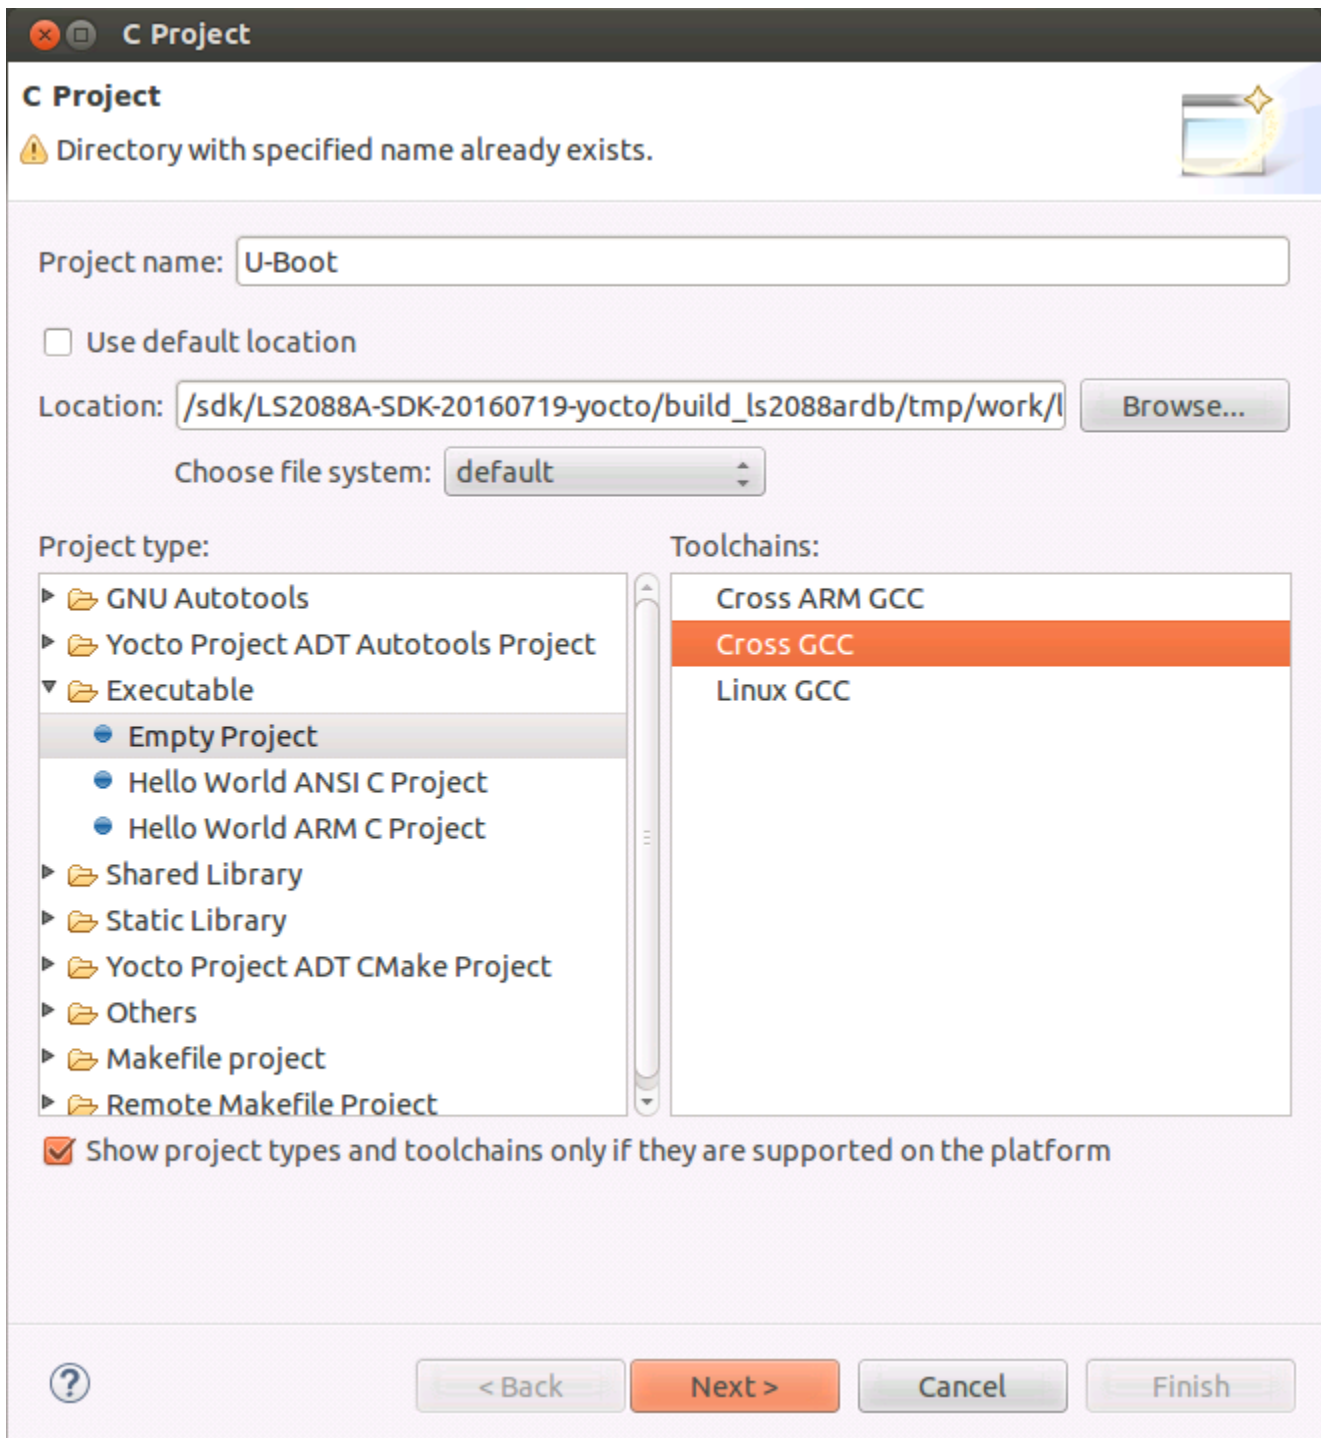 C Project
C Project
Directory with specified name already exists.
Project name: U-Boot
Use default location
Location: /sdk/LS2088A-SDK-20160719-yocto/build_ls2088ardb/tmp/work/l Browse...
Choose file system: default
Project type: Toolchains:
GNU Autotools Cross ARM GCC
Yocto Project ADT Autotools Project Cross GCC
Executable Linux GCC
Empty Project
Hello World ANSI C Project
Hello World ARM C Project
Shared Library
Static Library
Yocto Project ADT CMake Project
Others
Makefile project
Remote Makefile Project
Show project types and toolchains only if they are supported on the platform
? < Back Next > Cancel Finish